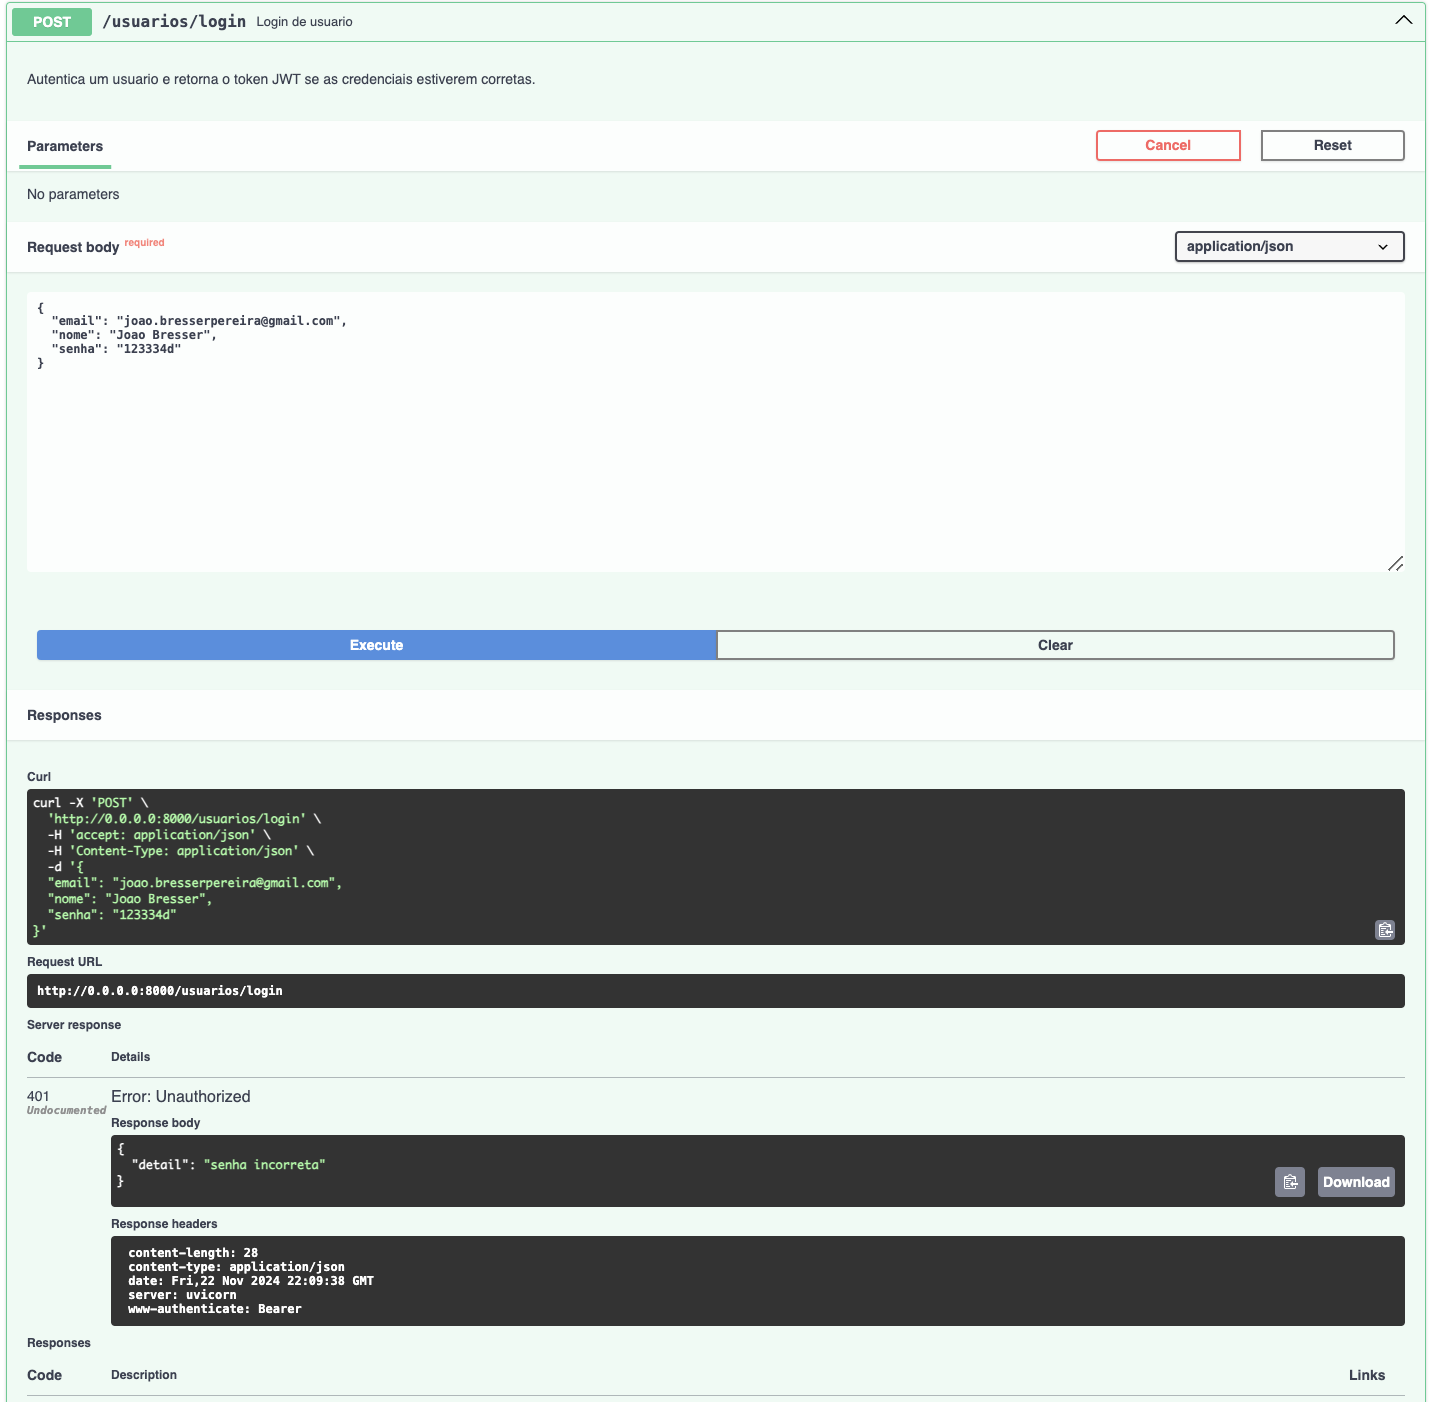 POST /usuarios/login Login de usuario
Autentica um usuario e retorna o token JWT se as credenciais estiverem corretas.
Parameters
Cancel
Reset
No parameters
Request body required
application/json
{
  "email": "joao.bresserpereira@gmail.com",
  "nome": "Joao Bresser",
  "senha": "123334d"
}
Execute
Clear
Responses
Curl
curl -X 'POST' \
  'http://0.0.0.0:8000/usuarios/login' \
  -H 'accept: application/json' \
  -H 'Content-Type: application/json' \
  -d '{
  "email": "joao.bresserpereira@gmail.com",
  "nome": "Joao Bresser",
  "senha": "123334d"
}'
Request URL
http://0.0.0.0:8000/usuarios/login
Server response
Code Details
401 Error: Unauthorized
Undocumented
Response body
{
  "detail": "senha incorreta"
}
Download
Response headers
content-length: 28
content-type: application/json
date: Fri,22 Nov 2024 22:09:38 GMT
server: uvicorn
www-authenticate: Bearer
Responses
Code Description Links